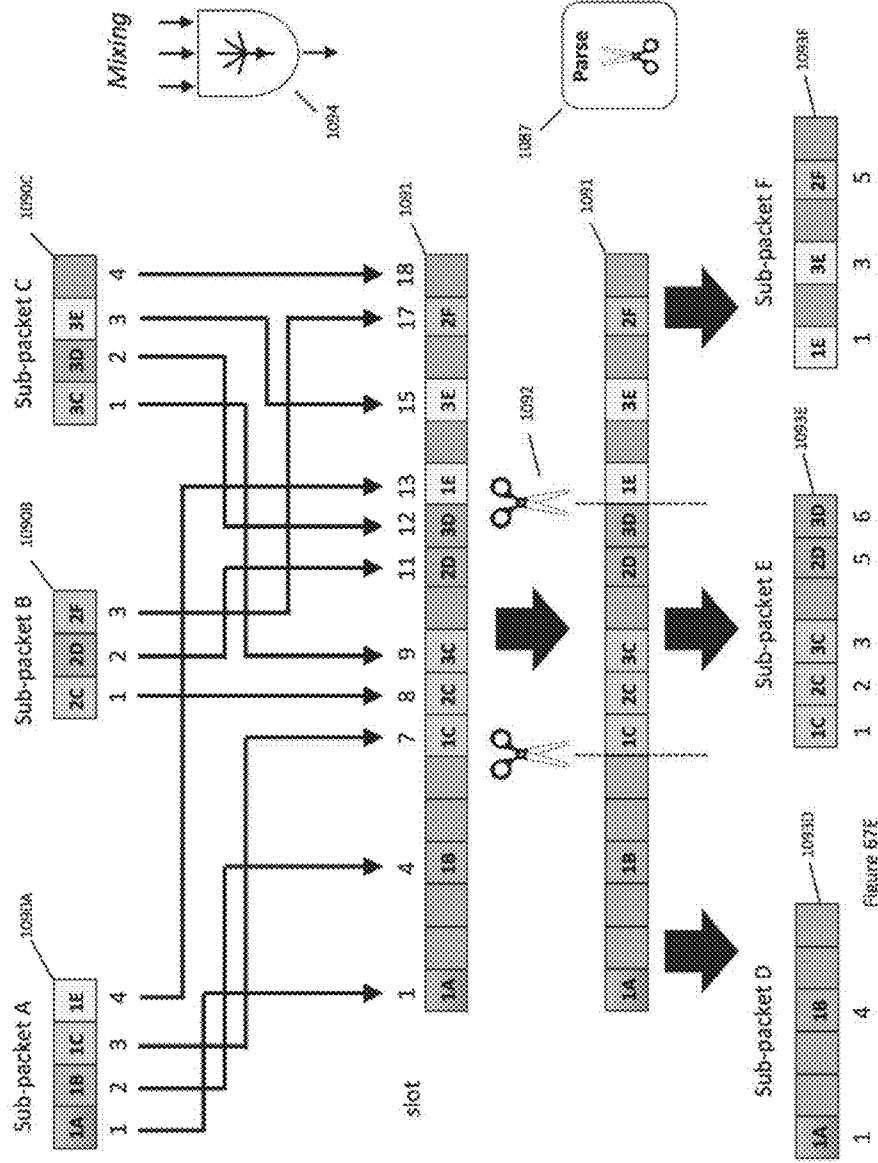 Sub-packet A
Sub-packet B
Sub-packet C
Mixing
1090B
1090C
1A 1B 1C 1E
2C 2D 2F
3C 3D 3E
1 2 3 4
1 2 3
1 2 3 4
1094
slot
1 4 7 8 9 11 12 13 15 17 18
1091
1A 1B 1C 2C 3C 2D 3D 1E 3E 2F
1092
1087
Parse
1091
1A 1B 1C 2C 3C 2D 3D 1E 3E 2F
Sub-packet D
Sub-packet E
Sub-packet F
1093D
1093E
1093F
1A 1B
1C 2C 3C 2D 3D
1E 3E 2F
1 4
1 2 3 5 6
1 3 5
Figure 67E